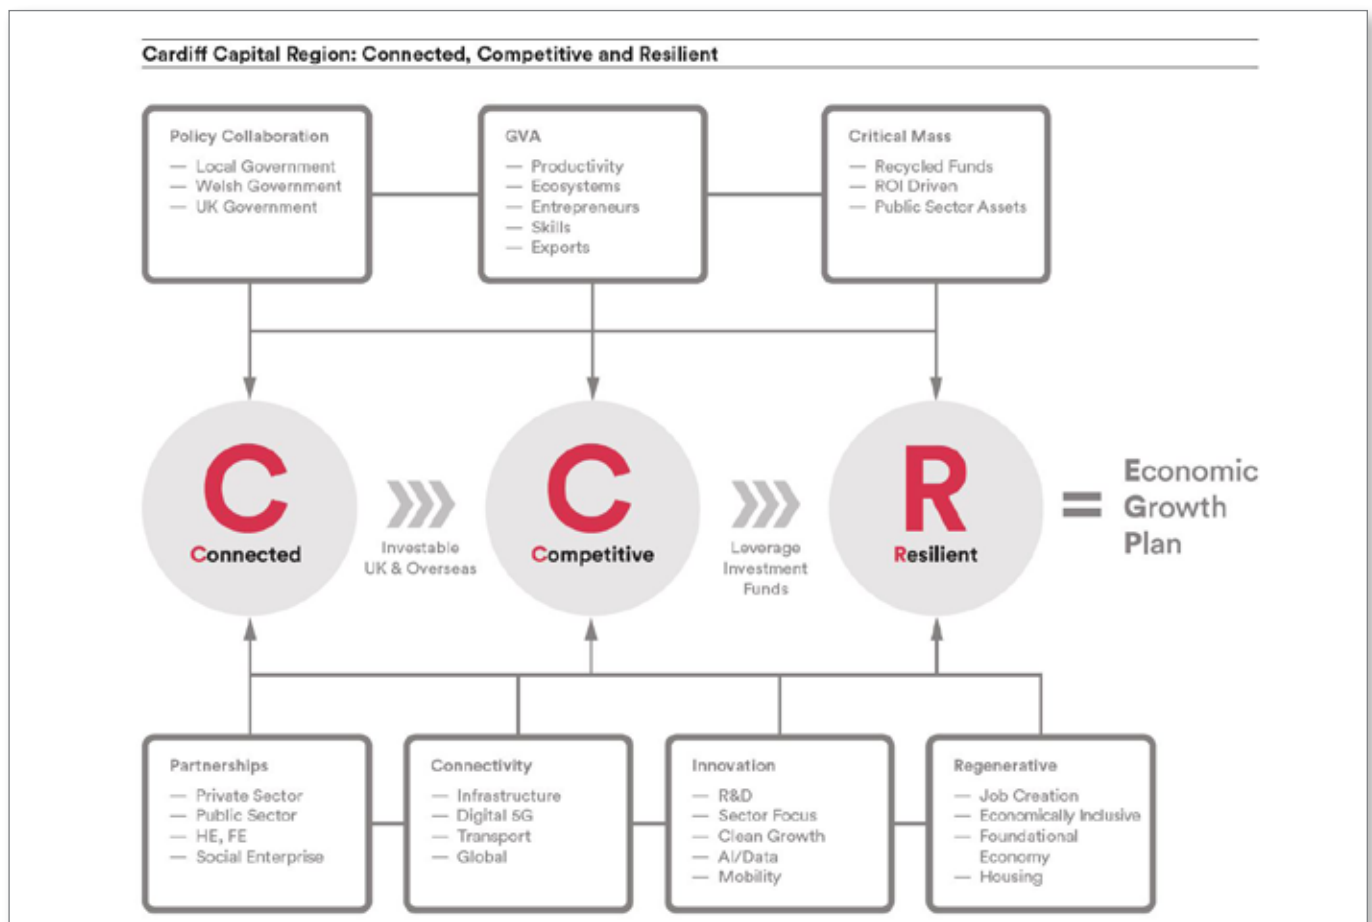 Cardiff Capital Region: Connected, Competitive and Resilient
Policy Collaboration
— Local Government
— Welsh Government
— UK Government
GVA
— Productivity
— Ecosystems
— Entrepreneurs
— Skills
— Exports
Critical Mass
— Recycled Funds
— ROI Driven
— Public Sector Assets
C
Connected
Investable
UK & Overseas
C
Competitive
Leverage
Investment
Funds
R
Resilient
=
Economic
Growth
Plan
Partnerships
— Private Sector
— Public Sector
— HE, FE
— Social Enterprise
Connectivity
— Infrastructure
— Digital 5G
— Transport
— Global
Innovation
— R&D
— Sector Focus
— Clean Growth
— AI/Data
— Mobility
Regenerative
— Job Creation
— Economically Inclusive
— Foundational
Economy
— Housing